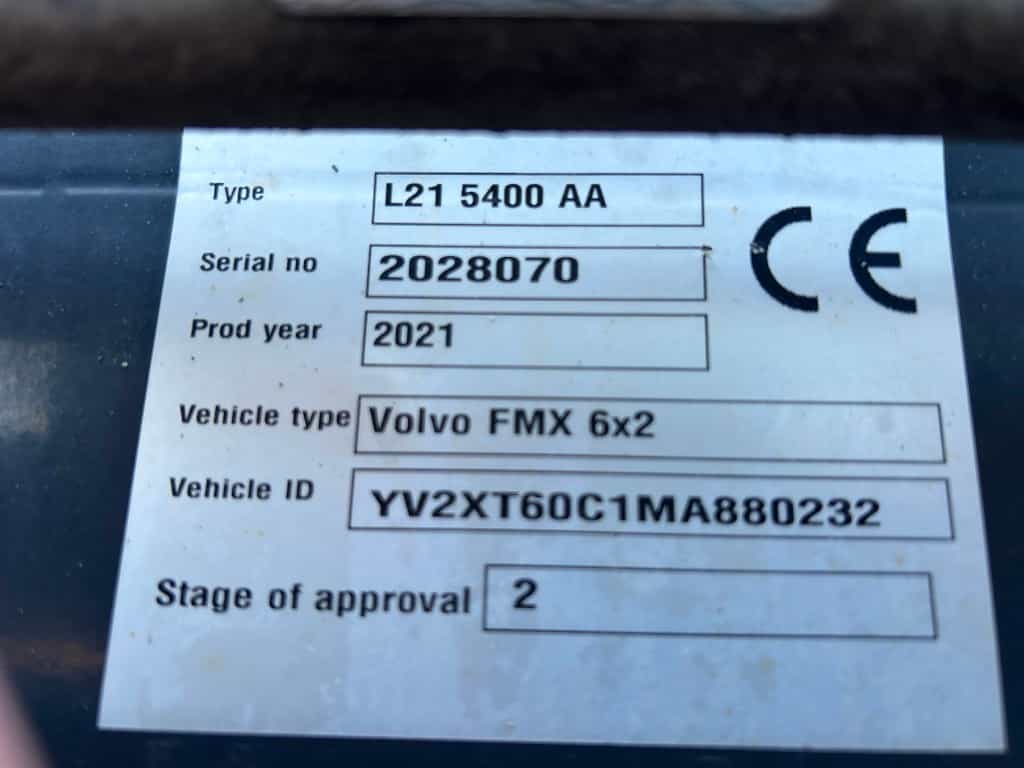 Type L21 5400 AA
Serial no 2028070
Prod year 2021
Vehicle type Volvo FMX 6x2
Vehicle ID YV2XT60C1MA880232
Stage of approval 2
CE